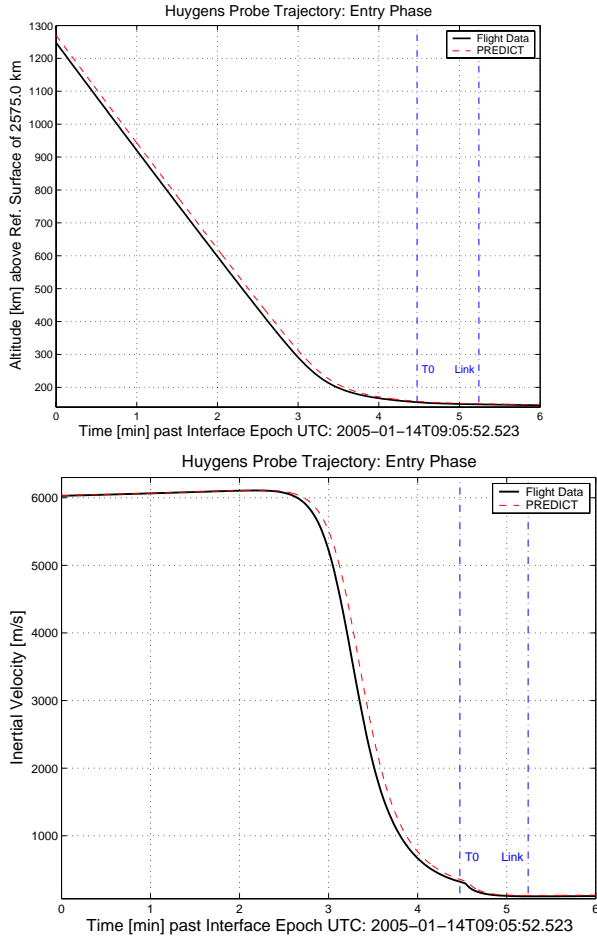 Huygens Probe Trajectory: Entry Phase
1300
1200
1100
1000
900
800
700
600
500
400
300
200
Altitude [km] above Ref. Surface of 2575.0 km
Flight Data
PREDICT
T0
Link
0 1 2 3 4 5 6
Time [min] past Interface Epoch UTC: 2005−01−14T09:05:52.523
Huygens Probe Trajectory: Entry Phase
6000
5000
4000
3000
2000
1000
Inertial Velocity [m/s]
Flight Data
PREDICT
T0
Link
0 1 2 3 4 5 6
Time [min] past Interface Epoch UTC: 2005−01−14T09:05:52.523